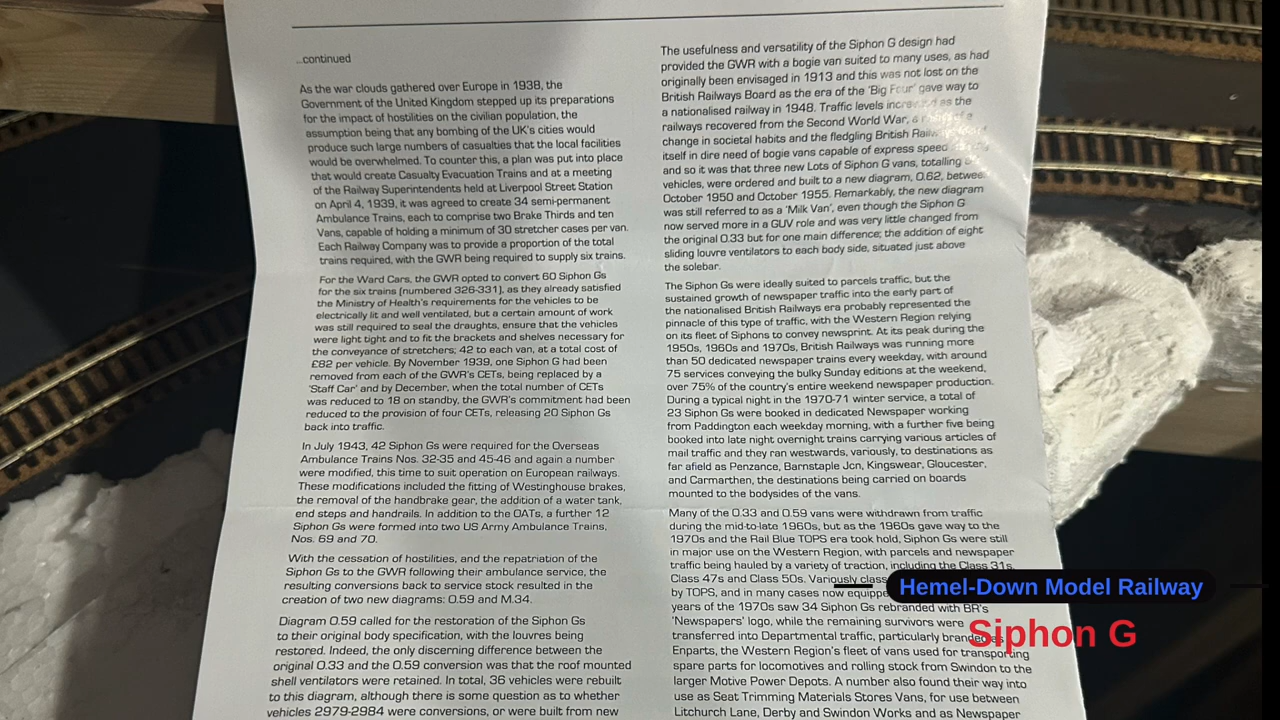 ...continued
As the war clouds gathered over Europe in 1938, the
Government of the United Kingdom stepped up its preparations
for the impact of hostilities on the civilian population, the
assumption being that any bombing of the UK's cities would
produce such large numbers of casualties that the local facilities
would be overwhelmed. To counter this, a plan was put into place
that would create Casualty Evacuation Trains and at a meeting
of the Railway Superintendents held at Liverpool Street Station
on April 4, 1939, it was agreed to create 34 semi-permanent
Ambulance Trains, each to comprise two Brake Thirds and ten
Vans, capable of holding a minimum of 30 stretcher cases per van.
Each Railway Company was to provide a proportion of the total
trains required, with the GWR being required to supply six trains.
For the Ward Cars, the GWR opted to convert 60 Siphon Gs
for the six trains (numbered 326-331), as they already satisfied
the Ministry of Health's requirements for the vehicles to be
electrically lit and well ventilated, but a certain amount of work
was still required to seal the draughts, ensure that the vehicles
were light tight and to fit the brackets and shelves necessary for
the conveyance of stretchers; 42 to each van, at a total cost of
£82 per vehicle. By November 1939, one Siphon G had been
removed from each of the GWR's CETs, being replaced by a
'Staff Car' and by December, when the total number of CETs
was reduced to 18 on standby, the GWR's commitment had been
reduced to the provision of four CETs, releasing 20 Siphon Gs
back into traffic.
In July 1943, 42 Siphon Gs were required for the Overseas
Ambulance Trains Nos. 32-35 and 45-46 and again a number
were modified, this time to suit operation on European railways.
These modifications included the fitting of Westinghouse brakes,
the removal of the handbrake gear, the addition of a water tank,
end steps and handrails. In addition to the OATs, a further 12
Siphon Gs were formed into two US Army Ambulance Trains,
Nos. 69 and 70.
With the cessation of hostilities, and the repatriation of the
Siphon Gs to the GWR following their ambulance service, the
resulting conversions back to service stock resulted in the
creation of two new diagrams: O.59 and M.34.
Diagram O.59 called for the restoration of the Siphon Gs
to their original body specification, with the louvres being
restored. Indeed, the only discerning difference between the
original O.33 and the O.59 conversion was that the roof mounted
shell ventilators were retained. In total, 36 vehicles were rebuilt
to this diagram, although there is some question as to whether
vehicles 2979-2984 were conversions, or were built from new
The usefulness and versatility of the Siphon G design had
provided the GWR with a bogie van suited to many uses, as had
originally been envisaged in 1913 and this was not lost on the
British Railways Board as the era of the 'Big Four' gave way to
a nationalised railway in 1948. Traffic levels increased as the
railways recovered from the Second World War, a
change in societal habits and the fledgling British
itself in dire need of bogie vans capable of express speed
and so it was that three new Lots of Siphon G vans, totalling
vehicles, were ordered and built to a new diagram, O.62, between
October 1950 and October 1955. Remarkably, the new diagram
was still referred to as a 'Milk Van', even though the Siphon G
now served more in a GUV role and was very little changed from
the original O.33 but for one main difference; the addition of eight
sliding louvre ventilators to each body side, situated just above
the solebar.
The Siphon Gs were ideally suited to parcels traffic, but the
sustained growth of newspaper traffic into the early part of
the nationalised British Railways era probably represented the
pinnacle of this type of traffic, with the Western Region relying
on its fleet of Siphons to convey newsprint. At its peak during the
1950s, 1960s and 1970s, British Railways was running more
than 50 dedicated newspaper trains every weekday, with around
75 services conveying the bulky Sunday editions at the weekend,
over 75% of the country's entire weekend newspaper production.
During a typical night in the 1970-71 winter service, a total of
23 Siphon Gs were booked in dedicated Newspaper working
from Paddington each weekday morning, with a further five being
booked into late night overnight trains carrying various articles of
mail traffic and they ran westwards, variously, to destinations as
far afield as Penzance, Barnstaple Jcn, Kingswear, Gloucester,
and Carmarthen, the destinations being carried on boards
mounted to the bodysides of the vans.
Many of the O.33 and O.59 vans were withdrawn from traffic
during the mid-to-late 1960s, but as the 1960s gave way to the
1970s and the Rail Blue TOPS era took hold, Siphon Gs were still
in major use on the Western Region, with parcels and newspaper
traffic being hauled by a variety of traction, including the Class 31s,
Class 47s and Class 50s. Variously
by TOPS, and in many cases now
years of the 1970s saw 34 Siphon Gs rebranded with BR's
'Newspapers' logo, while the remaining survivors were
transferred into Departmental traffic, particularly branded as
Enparts, the Western Region's fleet of vans used for transporting
spare parts for locomotives and rolling stock from Swindon to the
larger Motive Power Depots. A number also found their way into
use as Seat Trimming Materials Stores Vans, for use between
Litchurch Lane, Derby and Swindon Works and as Newspaper
Hemel-Down Model Railway
Siphon G